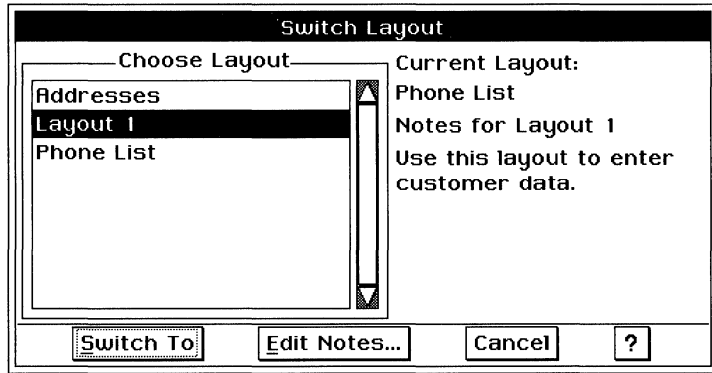 Switch Layout
Choose Layout
Addresses
Layout 1
Phone List
Current Layout:
Phone List
Notes for Layout 1
Use this layout to enter
customer data.
Switch To
Edit Notes...
Cancel
?